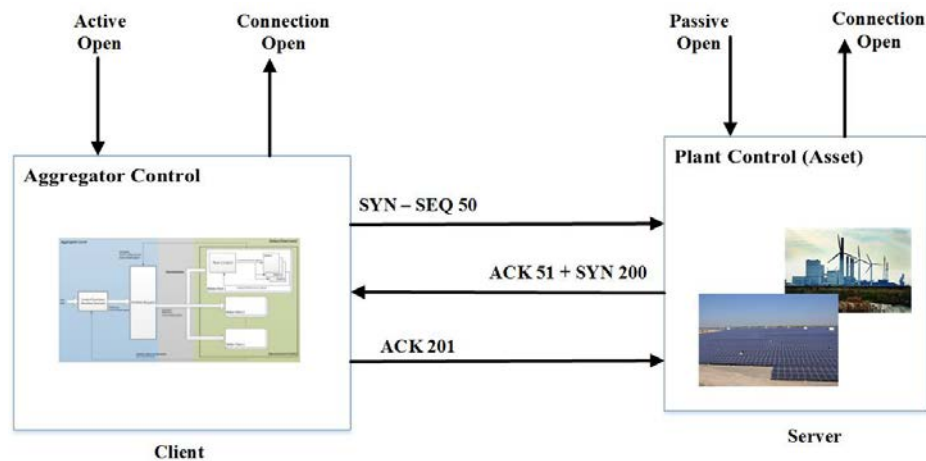 Active
Open
Connection
Open
Passive
Open
Connection
Open
Aggregator Control
Plant Control (Asset)
SYN – SEQ 50
ACK 51 + SYN 200
ACK 201
Client
Server